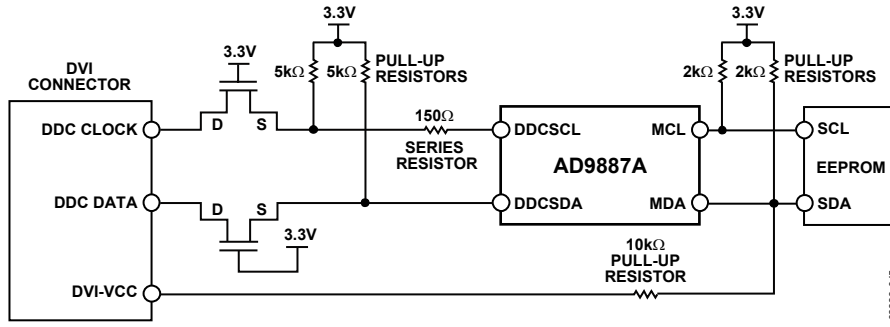 3.3V
3.3V
3.3V
5kΩ
5kΩ
PULL-UP
RESISTORS
2kΩ
2kΩ
PULL-UP
RESISTORS
DVI
CONNECTOR
DDC CLOCK
D
S
150Ω
SERIES
RESISTOR
DDCSCL
MCL
SCL
AD9887A
EEPROM
DDC DATA
D
S
DDCSDA
MDA
SDA
3.3V
10kΩ
PULL-UP
RESISTOR
DVI-VCC